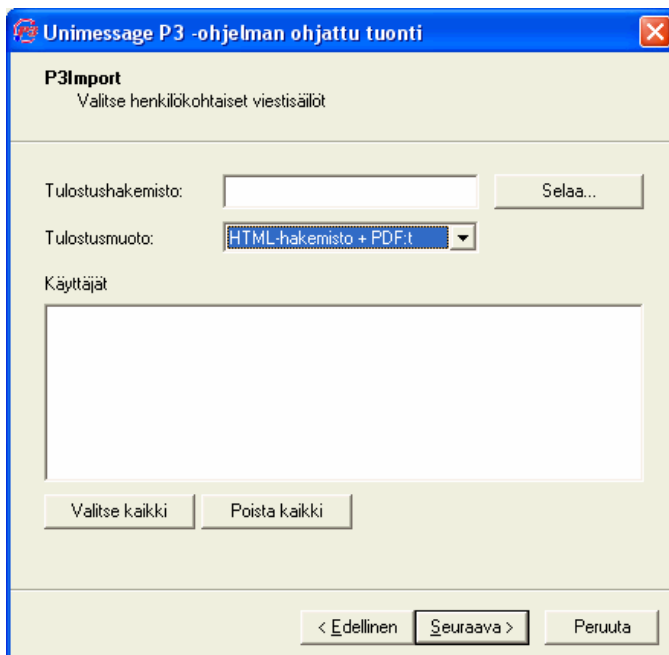 Unimessage P3 -ohjelman ohjattu tuonti
P3Import
Valitse henkilökohtaiset viestisäilöt
Tulostushakemisto:
Selaa...
Tulostusmuoto:
HTML-hakemisto + PDF:t
Käyttäjät
Valitse kaikki
Poista kaikki
< Edellinen
Seuraava >
Peruuta